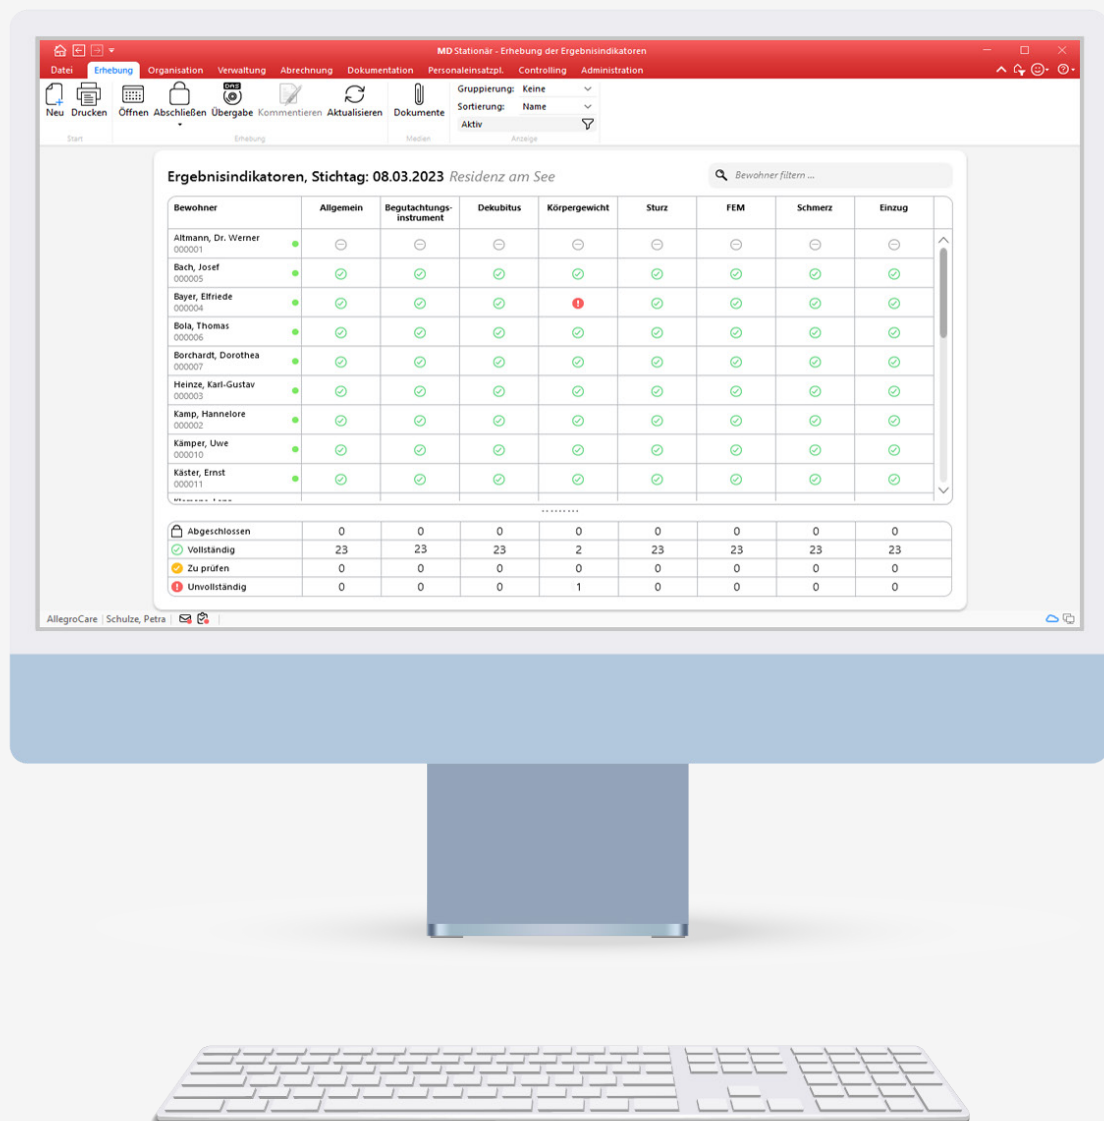 MD Stationär - Erhebung der Ergebnisindikatoren
Datei Erhebung Organisation Verwaltung Abrechnung Dokumentation Personaleinsatzpl. Controlling Administration
Neu Drucken Öffnen Abschließen Übergabe Kommentieren Aktualisieren Dokumente
DAS
Gruppierung: Keine
Sortierung: Name
Aktiv
Start Erhebung Medien Anzeige
Ergebnisindikatoren, Stichtag: 08.03.2023 Residenz am See
Bewohner filtern ...
Bewohner Allgemein Begutachtungs-instrument Dekubitus Körpergewicht Sturz FEM Schmerz Einzug
Altmann, Dr. Werner
000001
Bach, Josef
000005
Bayer, Elfriede
000004
Bola, Thomas
000006
Borchardt, Dorothea
000007
Heinze, Karl-Gustav
000003
Kamp, Hannelore
000002
Kämper, Uwe
000010
Käster, Ernst
000011
Abgeschlossen 0 0 0 0 0 0 0 0
Vollständig 23 23 23 2 23 23 23 23
Zu prüfen 0 0 0 0 0 0 0 0
Unvollständig 0 0 0 1 0 0 0 0
AllegroCare Schulze, Petra